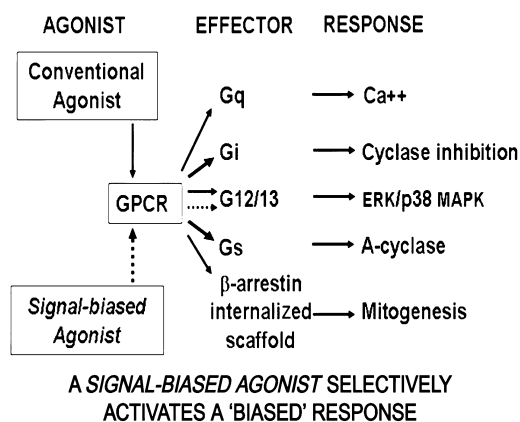 AGONIST EFFECTOR RESPONSE
Conventional
Agonist
Gq Ca++
Gi Cyclase inhibition
GPCR G12/13 ERK/p38 MAPK
Gs A-cyclase
Signal-biased
Agonist
β-arrestin
internalized Mitogenesis
scaffold
A SIGNAL-BIASED AGONIST SELECTIVELY
ACTIVATES A ‘BIASED’ RESPONSE